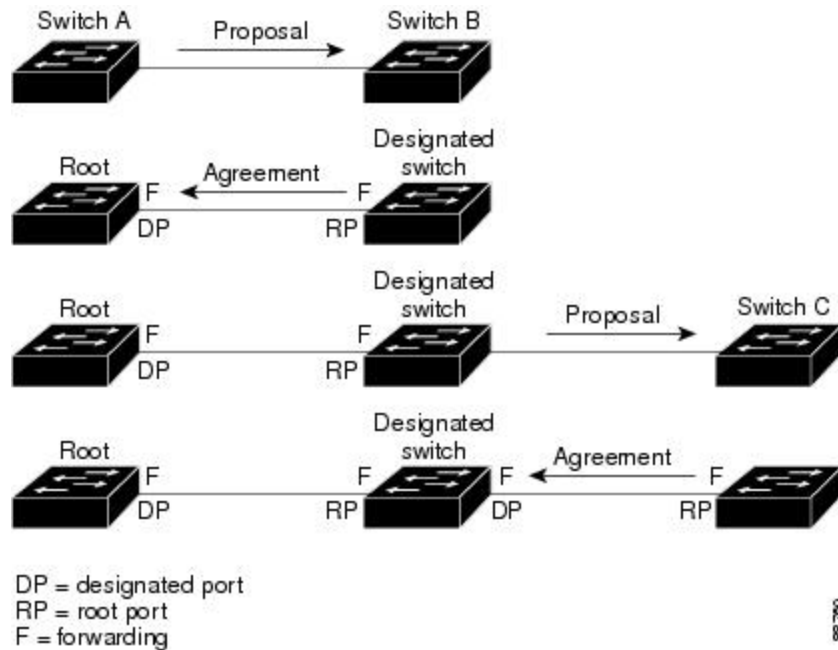 Switch A
Proposal
Switch B
Root
F
DP
Agreement
Designated
switch
F
RP
Root
F
DP
Designated
switch
F
RP
Proposal
Switch C
Root
F
DP
Designated
switch
F
RP
F
DP
Agreement
F
RP
DP = designated port
RP = root port
F = forwarding